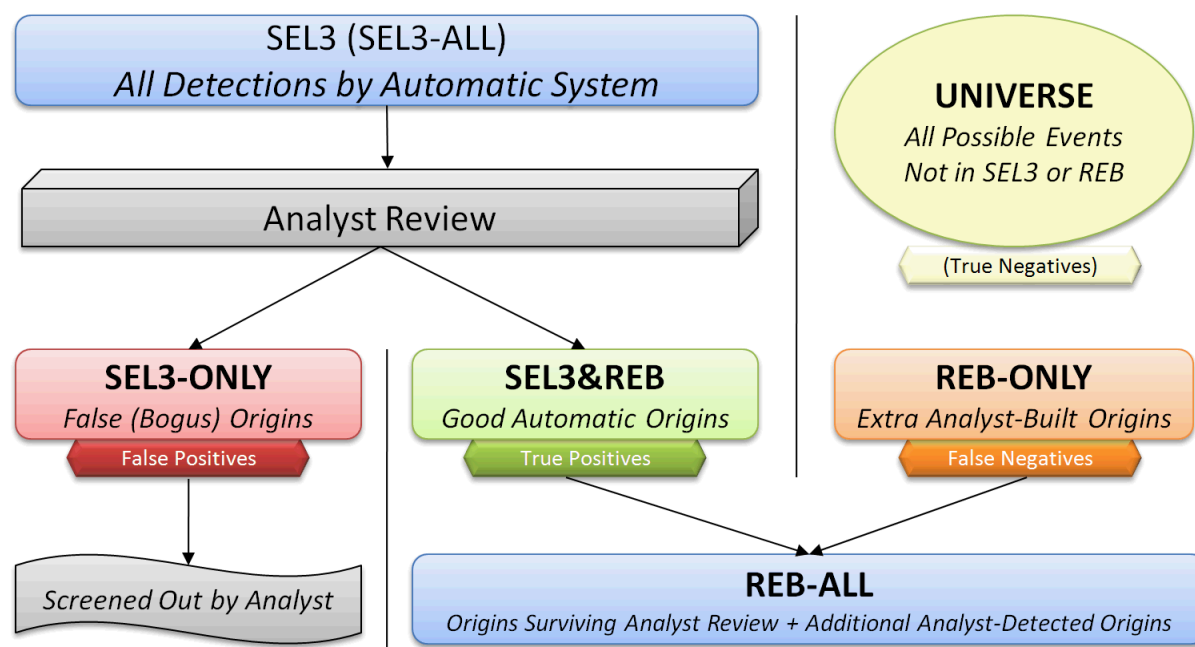 SEL3 (SEL3-ALL)
All Detections by Automatic System
UNIVERSE
All Possible Events
Not in SEL3 or REB
(True Negatives)
Analyst Review
SEL3-ONLY
False (Bogus) Origins
False Positives
SEL3&REB
Good Automatic Origins
True Positives
REB-ONLY
Extra Analyst-Built Origins
False Negatives
Screened Out by Analyst
REB-ALL
Origins Surviving Analyst Review + Additional Analyst-Detected Origins